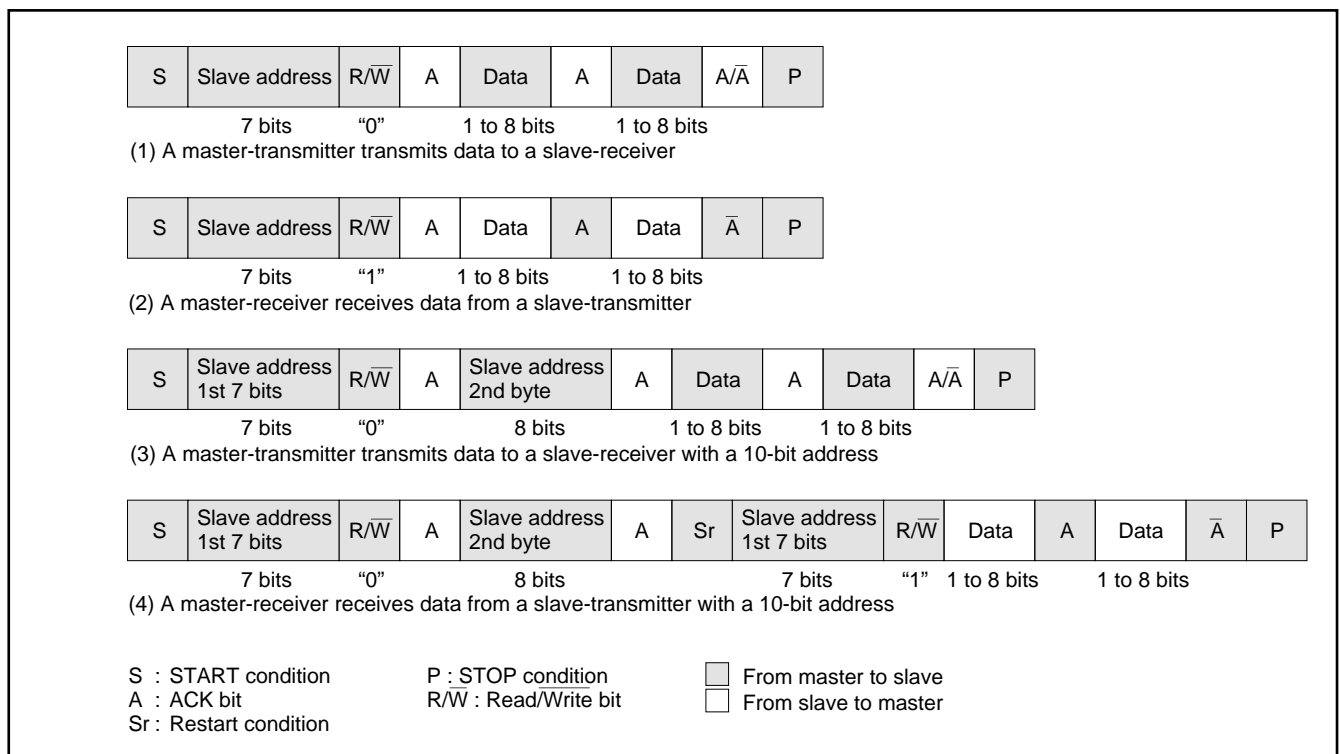 S Slave address R/W̅ A Data A Data A/A̅ P
7 bits “0” 1 to 8 bits 1 to 8 bits
(1) A master-transmitter transmits data to a slave-receiver
S Slave address R/W̅ A Data A Data A̅ P
7 bits “1” 1 to 8 bits 1 to 8 bits
(2) A master-receiver receives data from a slave-transmitter
S Slave address 1st 7 bits R/W̅ A Slave address 2nd byte A Data A Data A/A̅ P
7 bits “0” 8 bits 1 to 8 bits 1 to 8 bits
(3) A master-transmitter transmits data to a slave-receiver with a 10-bit address
S Slave address 1st 7 bits R/W̅ A Slave address 2nd byte A Sr Slave address 1st 7 bits R/W̅ Data A Data A̅ P
7 bits “0” 8 bits 7 bits “1” 1 to 8 bits 1 to 8 bits
(4) A master-receiver receives data from a slave-transmitter with a 10-bit address
S : START condition
A : ACK bit
Sr : Restart condition
P : STOP condition
R/W̅ : Read/W̅r̅i̅t̅e̅ bit
From master to slave
From slave to master